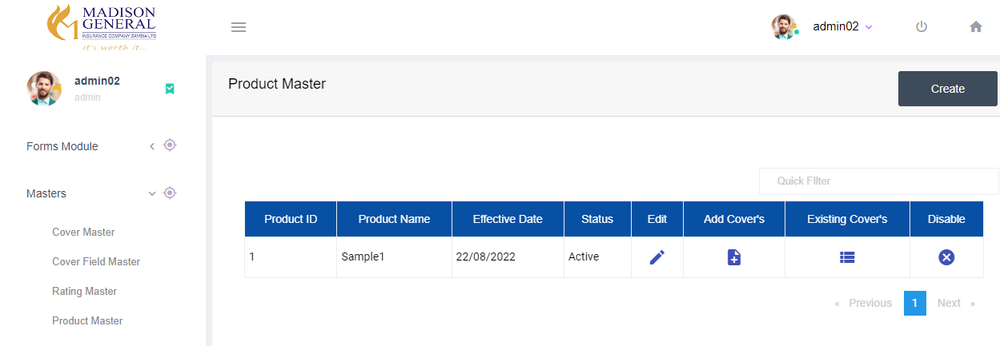 MADISON
GENERAL
INSURANCE COMPANY ZAMBIA LTD
It's worth it...
admin02
admin02
admin
Forms Module
Masters
Cover Master
Cover Field Master
Rating Master
Product Master
Product Master
Create
Quick FIlter
Product ID Product Name Effective Date Status Edit Add Cover's Existing Cover's Disable
1 Sample1 22/08/2022 Active
« Previous 1 Next »